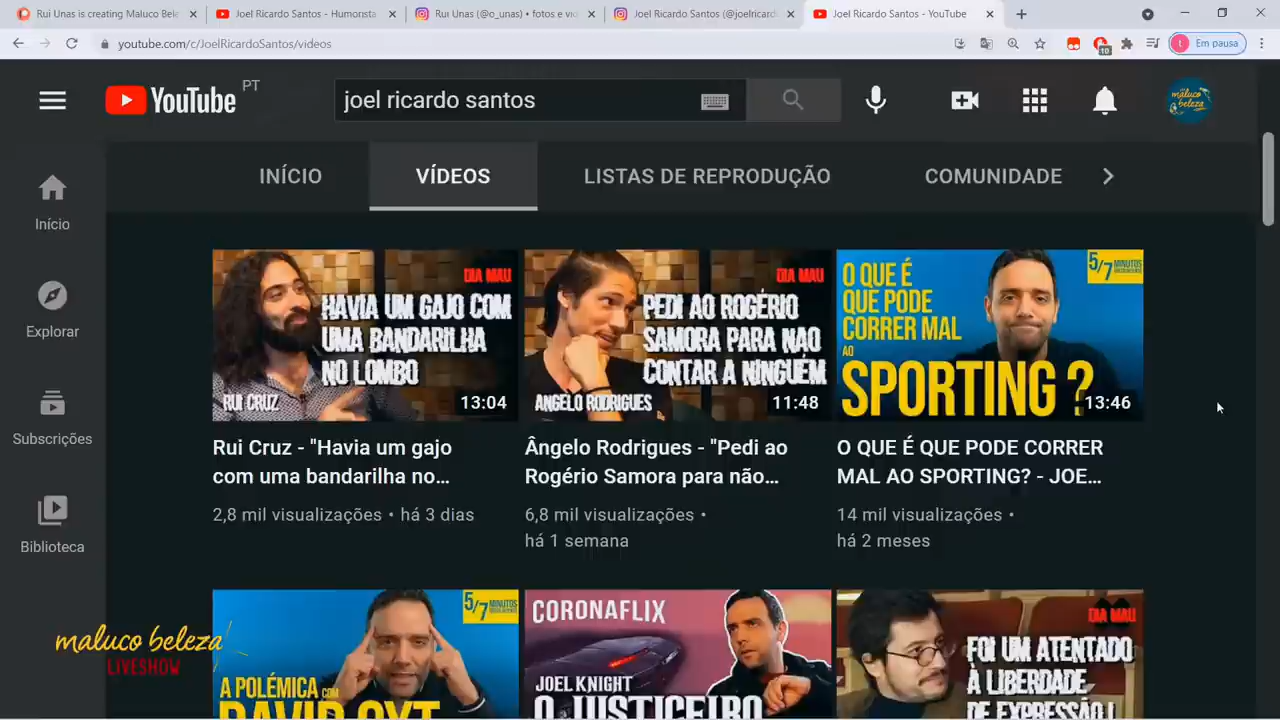 Rui Unas is creating Maluco Bele
Joel Ricardo Santos - Humorista
Rui Unas (@o_unas) • fotos e vío
Joel Ricardo Santos (@joelricard
Joel Ricardo Santos - YouTube
youtube.com/c/JoelRicardoSantos/videos
10
t
Em pausa
YouTube
PT
joel ricardo santos
maluco beleza
INÍCIO
VÍDEOS
LISTAS DE REPRODUÇÃO
COMUNIDADE
Início
Explorar
Subscrições
Biblioteca
DIA MAU
HAVIA UM GAJO COM
UMA BANDARILHA
NO LOMBO
RUI CRUZ
13:04
DIA MAU
PEDI AO ROGÉRIO
SAMORA PARA NÃO
CONTAR A NINGUÉM
ANGELO RODRIGUES
11:48
O QUE É
QUE PODE
CORRER MAL
AO
SPORTING ?
5/7 MINUTOS
13:46
Rui Cruz - "Havia um gajo
com uma bandarilha no...
2,8 mil visualizações • há 3 dias
Ângelo Rodrigues - "Pedi ao
Rogério Samora para não...
6,8 mil visualizações •
há 1 semana
O QUE É QUE PODE CORRER
MAL AO SPORTING? - JOE...
14 mil visualizações •
há 2 meses
5/7 MINUTOS
A POLÉMICA com
CORONAFLIX
JOEL KNIGHT
O JUSTICEIRO
DIA MAU
FOI UM ATENTADO
À LIBERDADE
DE EXPRESSÃO!
maluco beleza
LIVESHOW